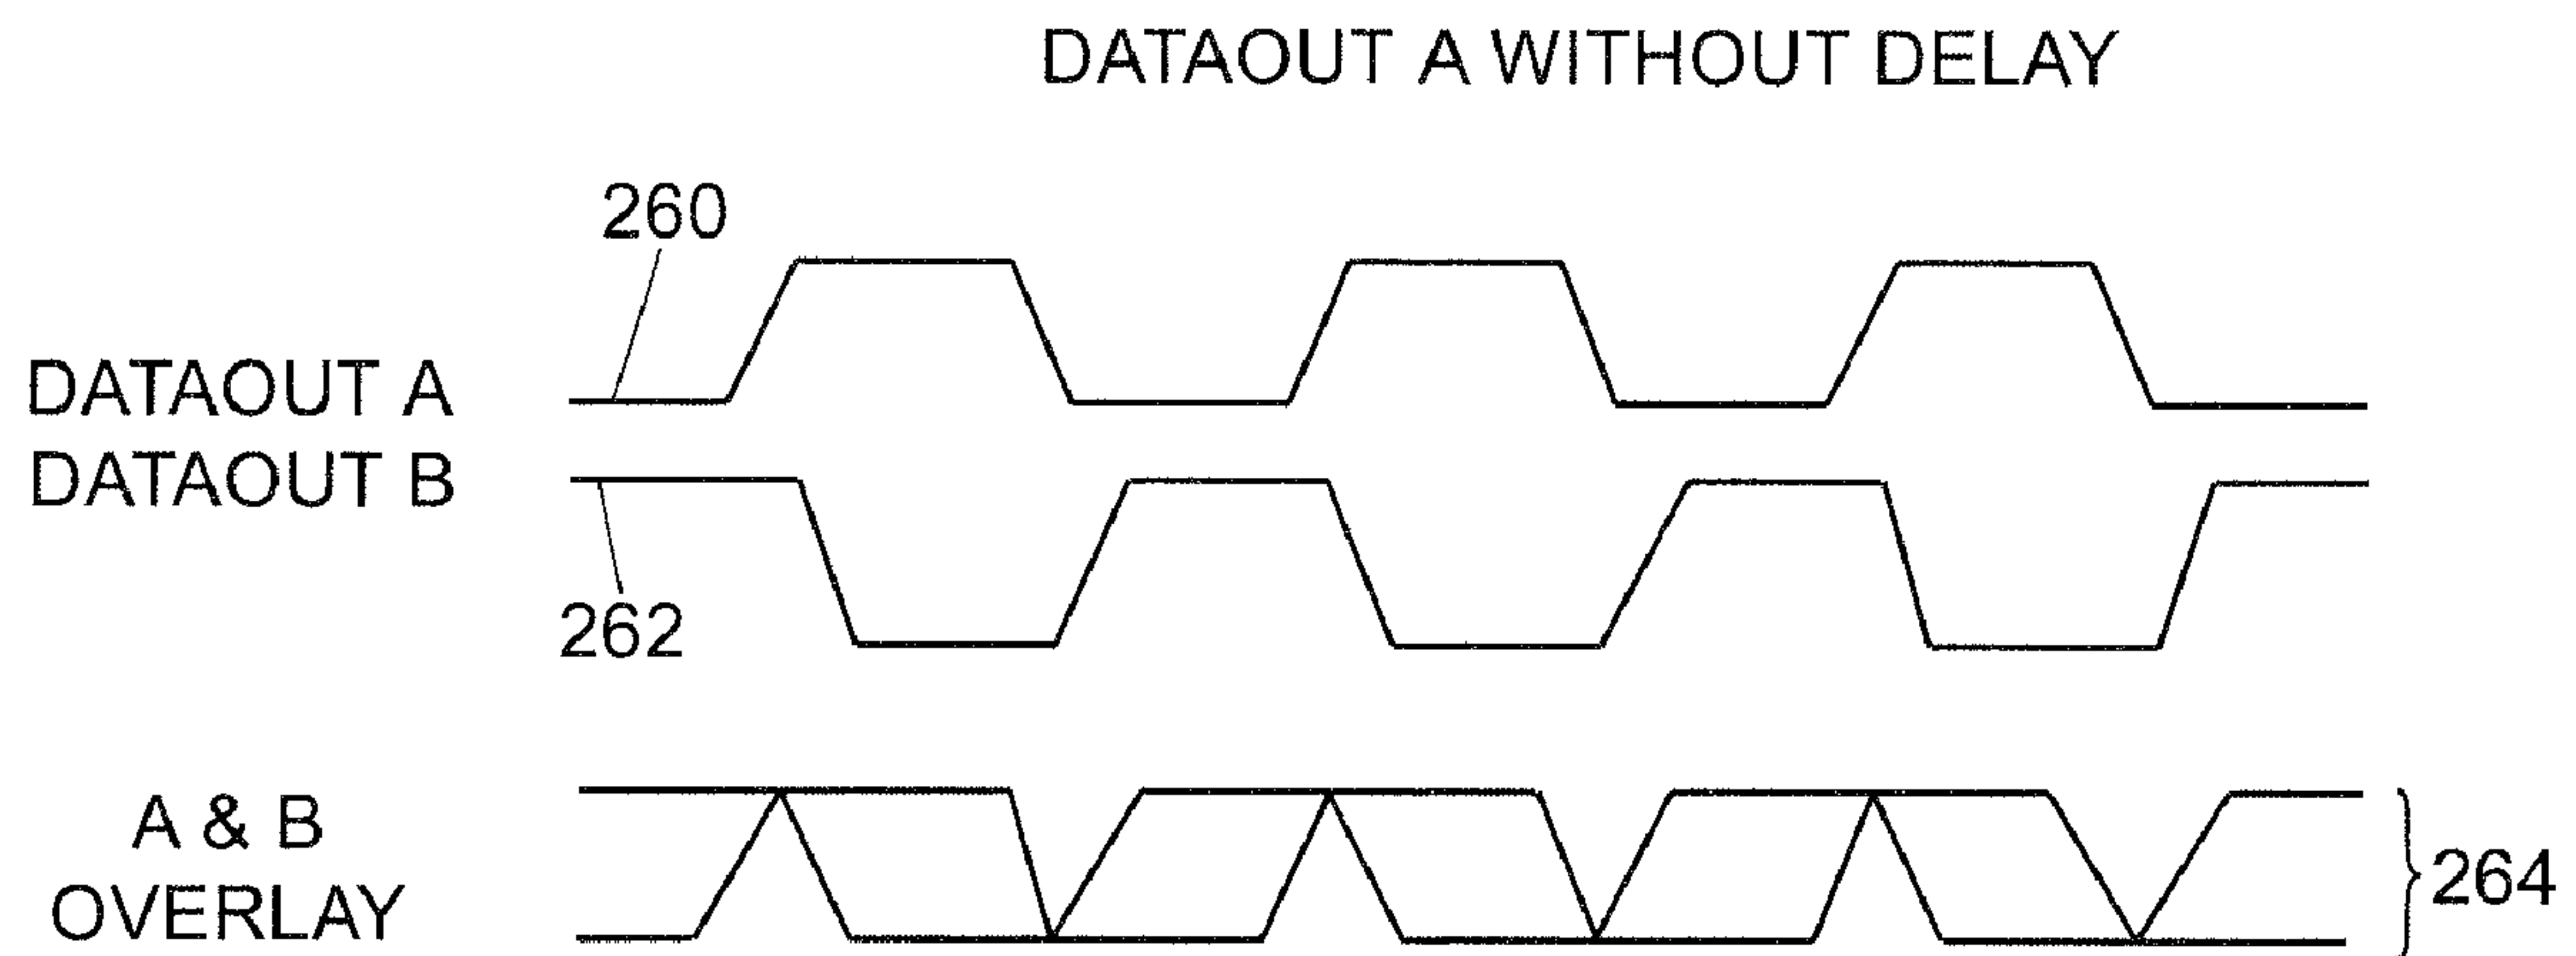 DATAOUT A WITHOUT DELAY
260
DATAOUT A
DATAOUT B
262
A & B
OVERLAY
264